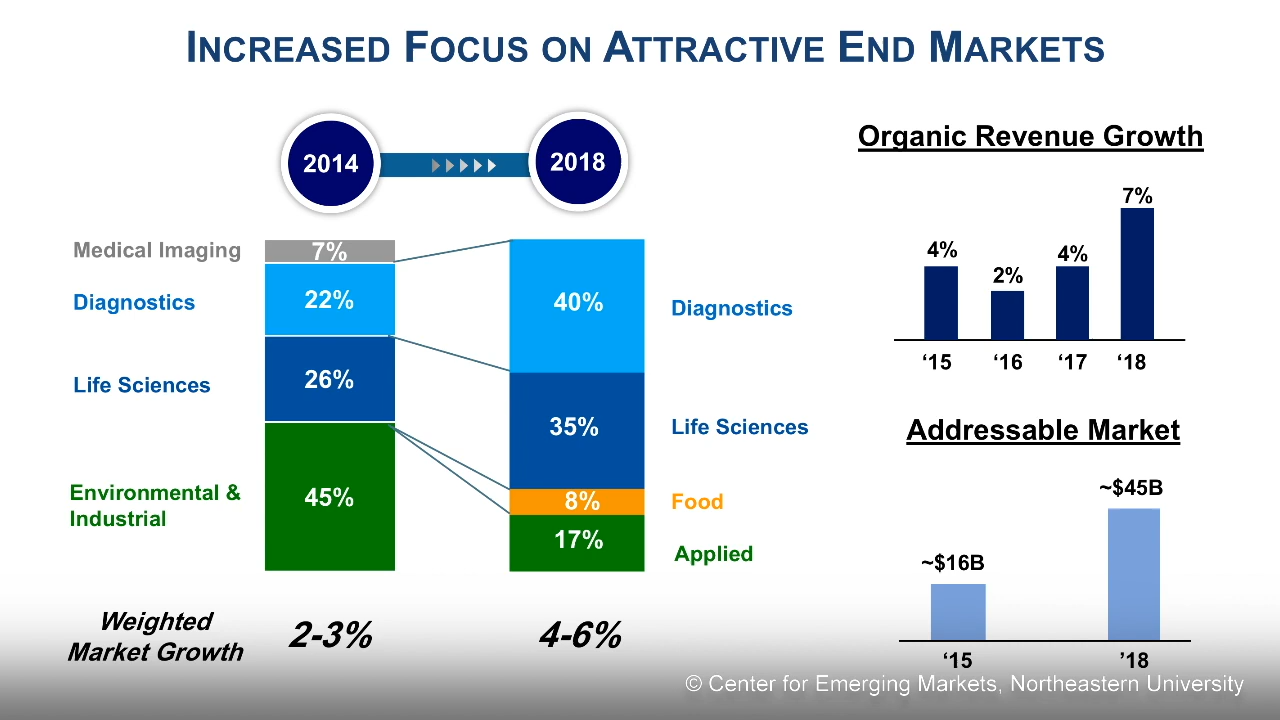 INCREASED FOCUS ON ATTRACTIVE END MARKETS
2014
2018
Medical Imaging
7%
Diagnostics
22%
Life Sciences
26%
Environmental &
Industrial
45%
40%
Diagnostics
35%
Life Sciences
8%
Food
17%
Applied
Weighted
Market Growth
2-3%
4-6%
Organic Revenue Growth
4%
2%
4%
7%
‘15
‘16
‘17
‘18
Addressable Market
~$16B
~$45B
‘15
’18
© Center for Emerging Markets, Northeastern University